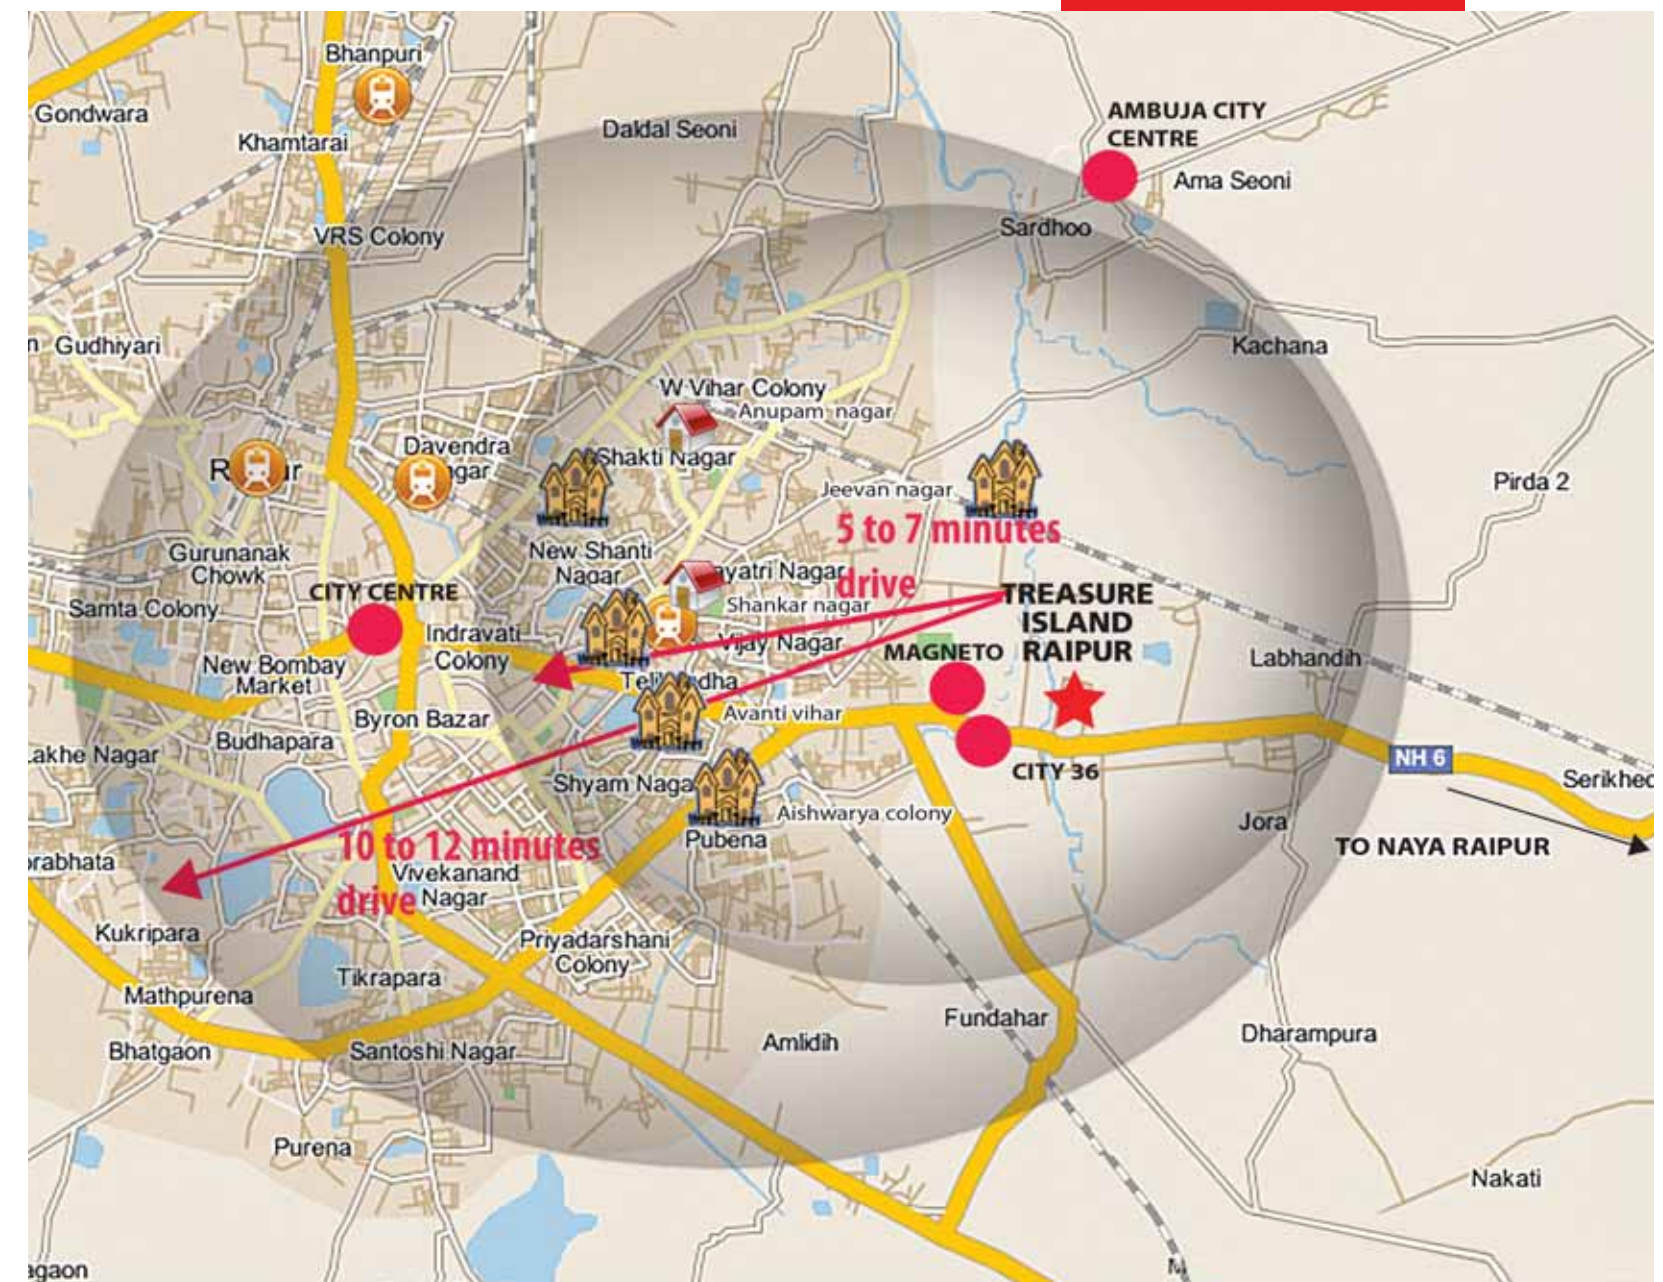 Bhanpuri
Gondwara
Khamtarai
Daldal Seoni
AMBUJA CITY
CENTRE
Ama Seoni
VRS Colony
Sardhoo
Gudhiyari
Kachana
W Vihar Colony
Anupam nagar
Davendra
Shakti Nagar
Jeevan nagar
Pirda 2
5 to 7 minutes
drive
Gurunanak
Chowk
New Shanti
Nagar
CITY CENTRE
Samta Colony
Shankar nagar
TREASURE
ISLAND
RAIPUR
Indravati
Colony
Vijay Nagar
MAGNETO
Labhandih
New Bombay
Market
Byron Bazar
Avanti vihar
Budhapara
CITY 36
NH 6
Shyam Naga
Aishwarya colony
Pubena
Jora
TO NAYA RAIPUR
10 to 12 minutes
drive
Vivekanand
Nagar
Kukripara
Priyadarshani
Colony
Tikrapara
Mathpurena
Fundahar
Bhatgaon
Santoshi Nagar
Amlidih
Dharampura
Purena
Nakati